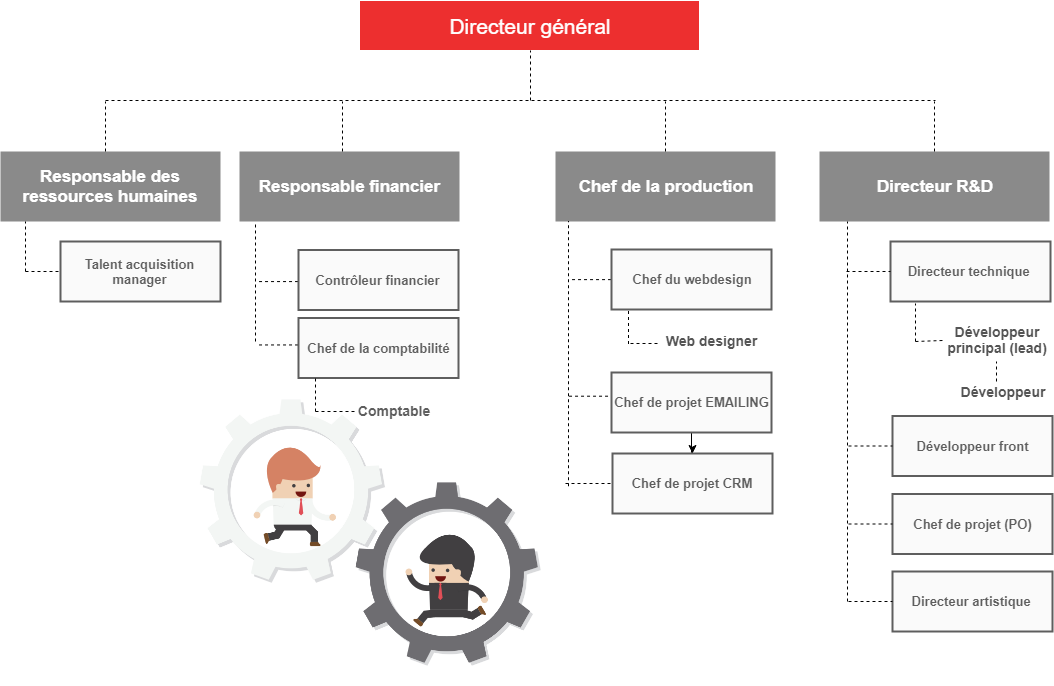 Directeur général
Responsable des
ressources humaines
Talent acquisition
manager
Responsable financier
Contrôleur financier
Chef de la comptabilité
Comptable
Chef de la production
Chef du webdesign
Web designer
Chef de projet EMAILING
Chef de projet CRM
Directeur R&D
Directeur technique
Développeur
principal (lead)
Développeur
Développeur front
Chef de projet (PO)
Directeur artistique